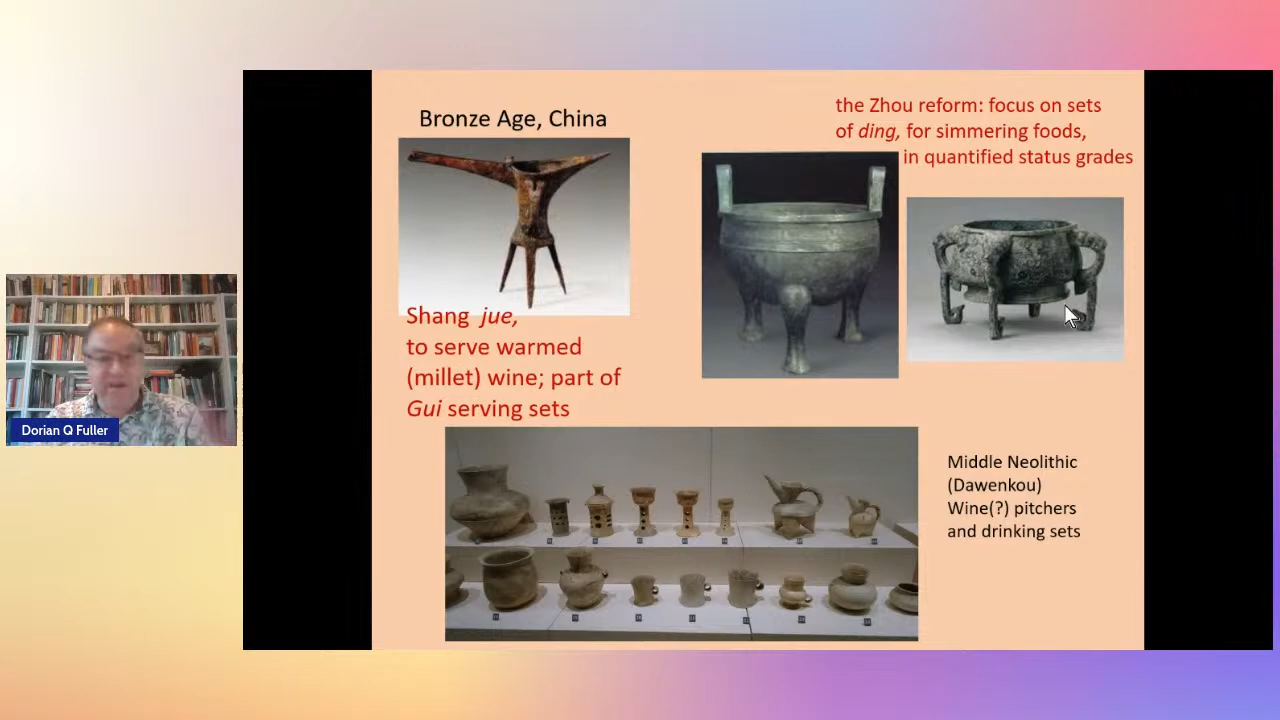 Bronze Age, China
the Zhou reform: focus on sets
of ding, for simmering foods,
in quantified status grades
Shang jue,
to serve warmed
(millet) wine; part of
Gui serving sets
Middle Neolithic
(Dawenkou)
Wine(?) pitchers
and drinking sets
Dorian Q Fuller